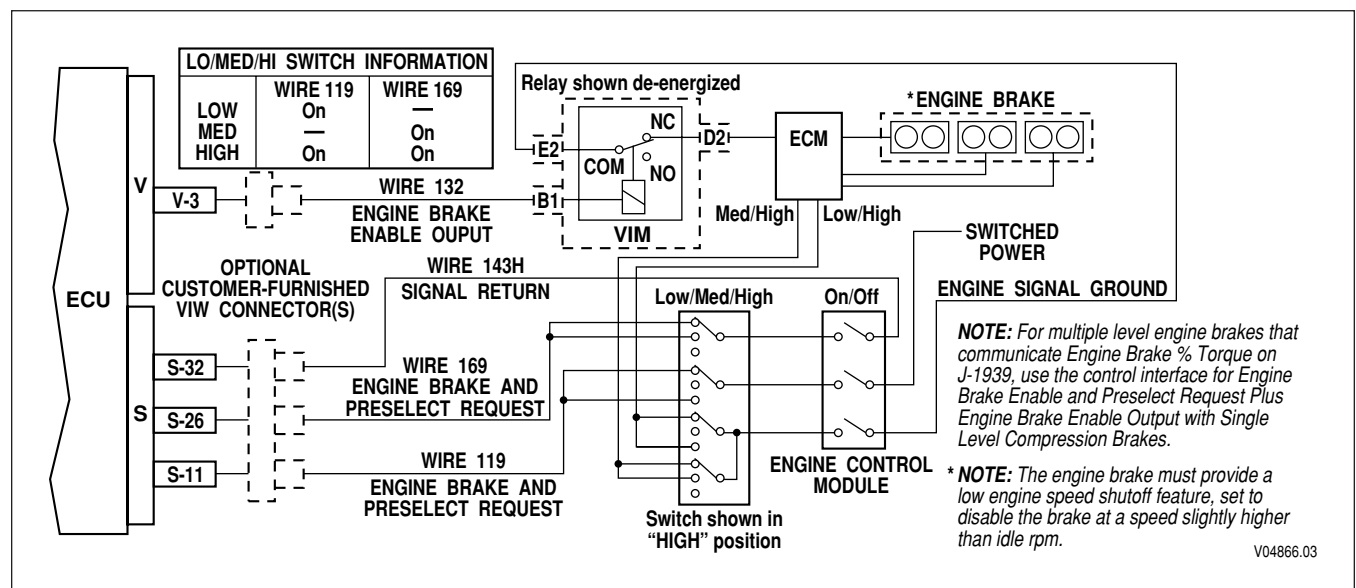 LO/MED/HI SWITCH INFORMATION
WIRE 119 WIRE 169
LOW On —
MED — On
HIGH On On
Relay shown de-energized
NC
COM
NO
E2
B1
D2
VIM
ECM
*ENGINE BRAKE
V
V-3
WIRE 132
ENGINE BRAKE
ENABLE OUPUT
Med/High
Low/High
SWITCHED
POWER
ECU
OPTIONAL
CUSTOMER-FURNISHED
VIW CONNECTOR(S)
WIRE 143H
SIGNAL RETURN
Low/Med/High
On/Off
ENGINE SIGNAL GROUND
S
S-32
S-26
S-11
WIRE 169
ENGINE BRAKE AND
PRESELECT REQUEST
WIRE 119
ENGINE BRAKE AND
PRESELECT REQUEST
ENGINE CONTROL
MODULE
Switch shown in
“HIGH” position
NOTE: For multiple level engine brakes that
communicate Engine Brake % Torque on
J-1939, use the control interface for Engine
Brake Enable and Preselect Request Plus
Engine Brake Enable Output with Single
Level Compression Brakes.
* NOTE: The engine brake must provide a
low engine speed shutoff feature, set to
disable the brake at a speed slightly higher
than idle rpm.
V04866.03